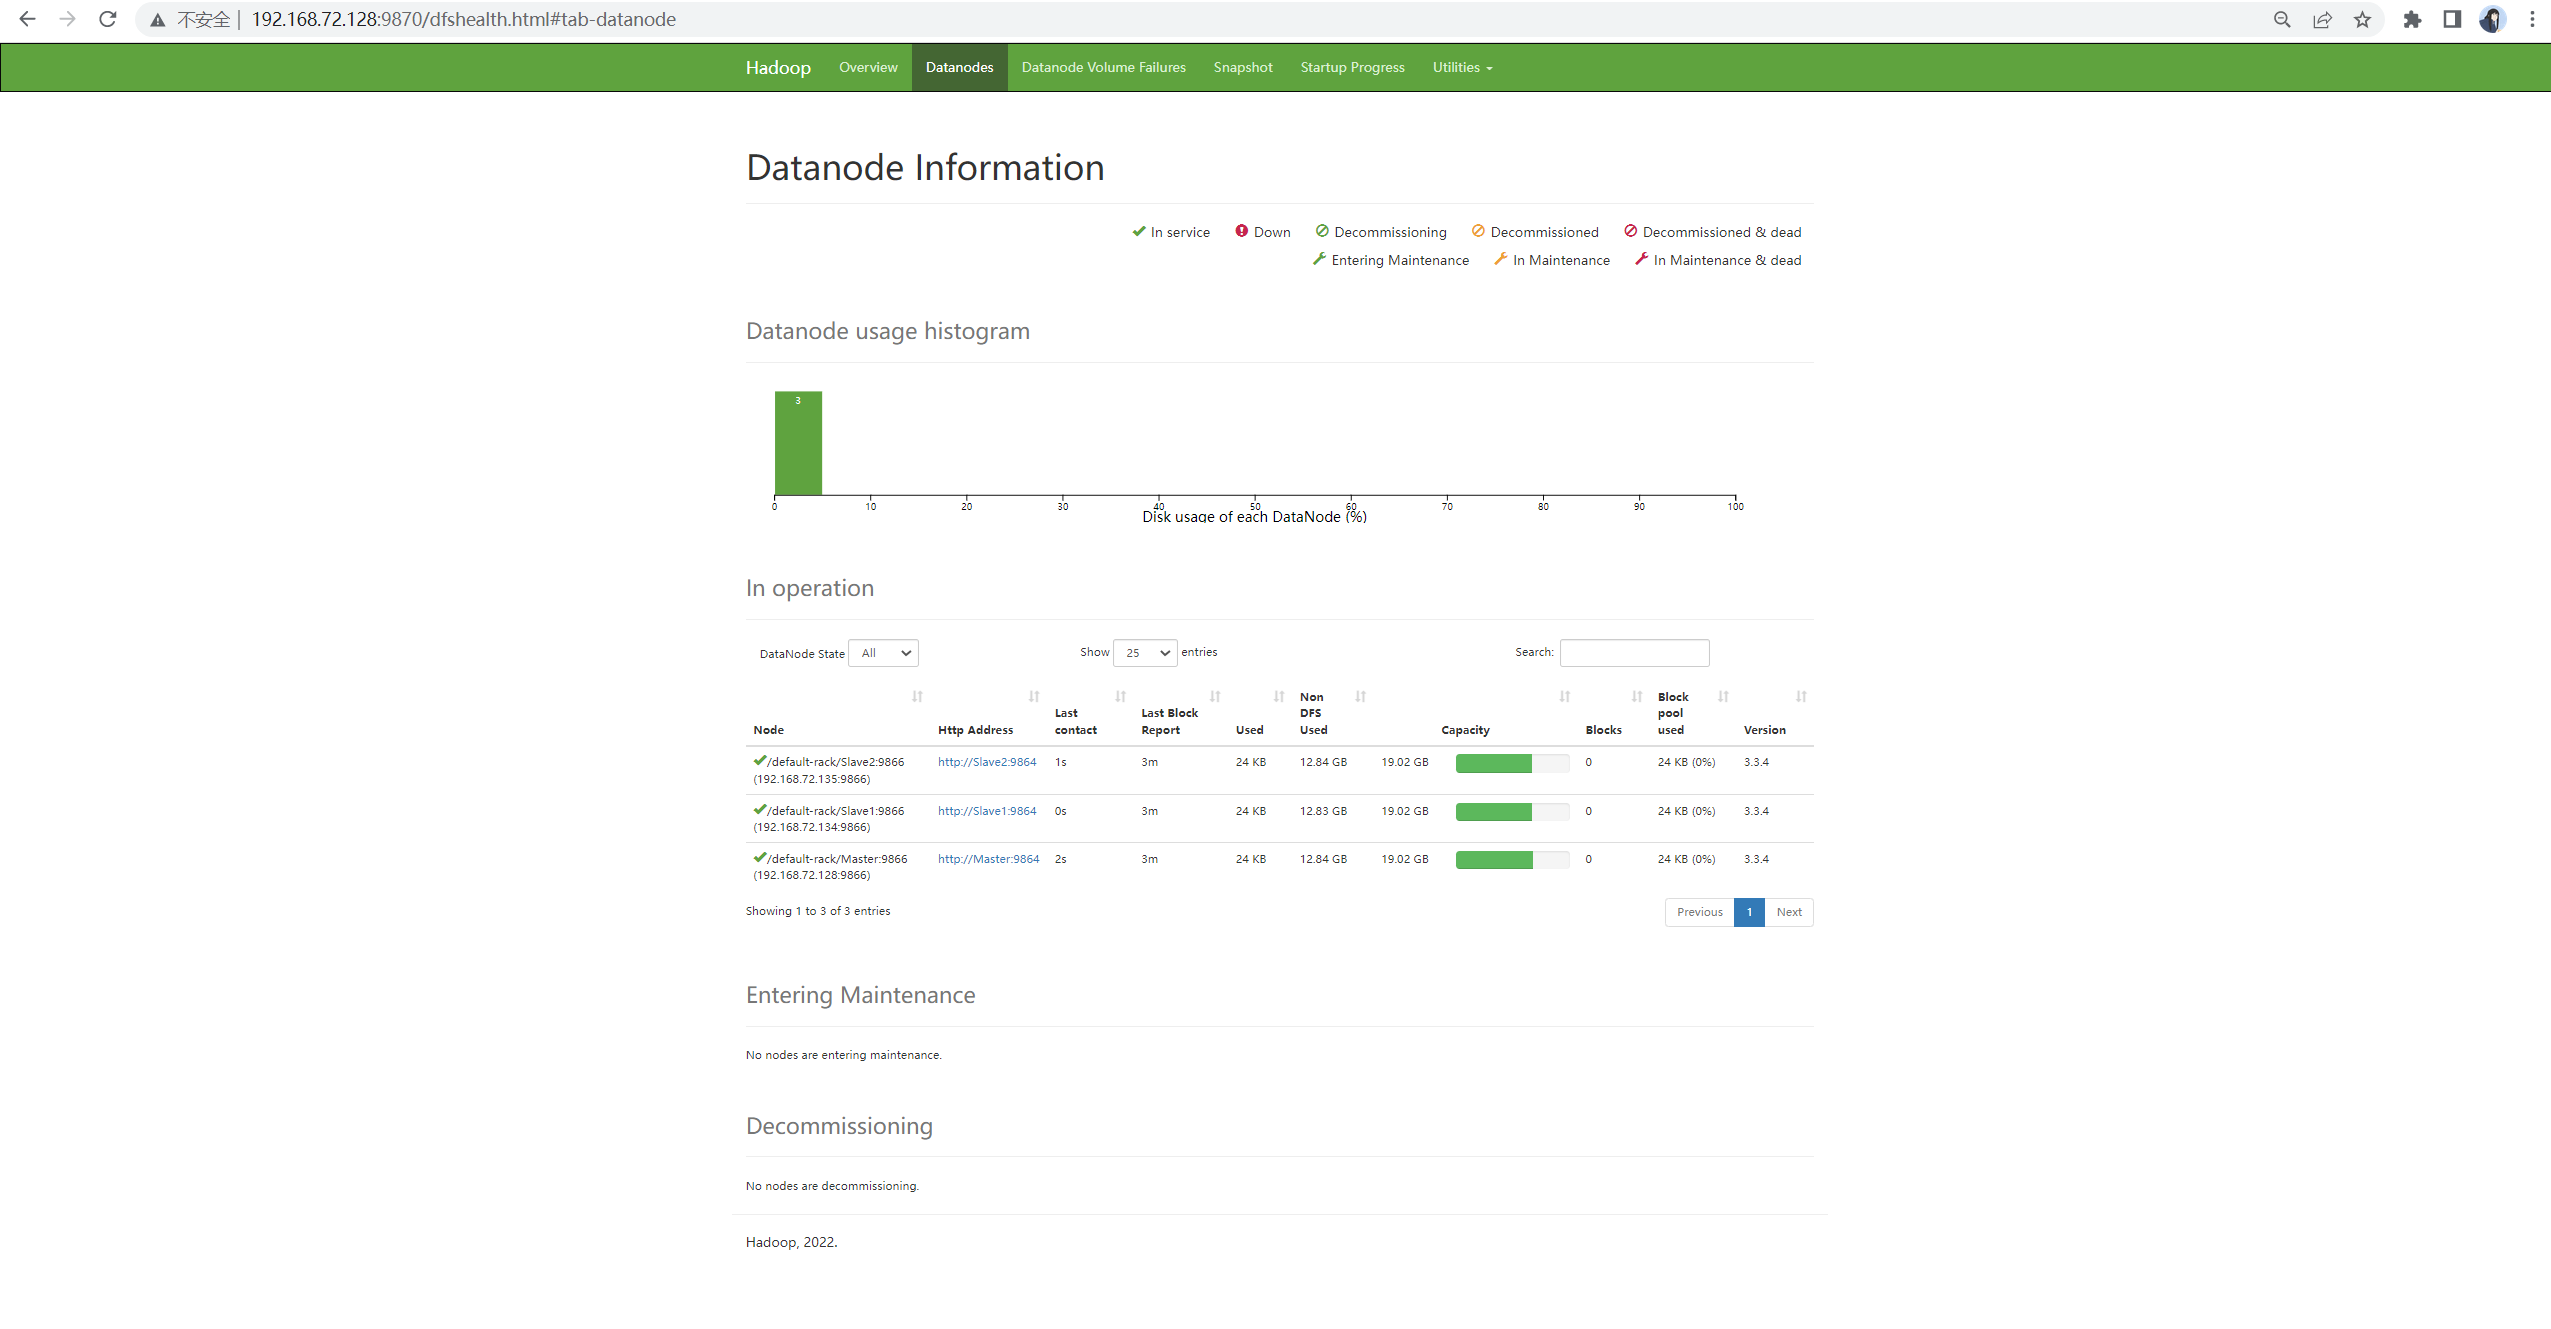 不安全 | 192.168.72.128:9870/dfshealth.html#tab-datanode
Hadoop Overview Datanodes Datanode Volume Failures Snapshot Startup Progress Utilities
Datanode Information
In service Down Decommissioning Decommissioned Decommissioned & dead
Entering Maintenance In Maintenance In Maintenance & dead
Datanode usage histogram
3
0 10 20 30 40 50 60 70 80 90 100
Disk usage of each DataNode (%)
In operation
DataNode State All Show 25 entries Search:
Node Http Address Last contact Last Block Report Used Non DFS Used Capacity Blocks Block pool used Version
/default-rack/Slave2:9866 http://Slave2:9864 1s 3m 24 KB 12.84 GB 19.02 GB 0 24 KB (0%) 3.3.4
(192.168.72.135:9866)
/default-rack/Slave1:9866 http://Slave1:9864 0s 3m 24 KB 12.83 GB 19.02 GB 0 24 KB (0%) 3.3.4
(192.168.72.134:9866)
/default-rack/Master:9866 http://Master:9864 2s 3m 24 KB 12.84 GB 19.02 GB 0 24 KB (0%) 3.3.4
(192.168.72.128:9866)
Showing 1 to 3 of 3 entries Previous 1 Next
Entering Maintenance
No nodes are entering maintenance.
Decommissioning
No nodes are decommissioning.
Hadoop, 2022.